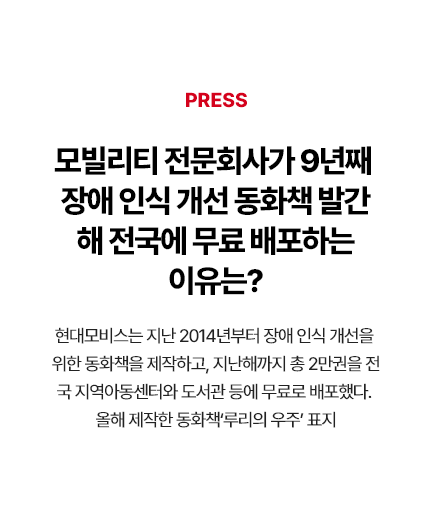 PRESS
모빌리티 전문회사가 9년째
장애 인식 개선 동화책 발간
해 전국에 무료 배포하는
이유는?
현대모비스는 지난 2014년부터 장애 인식 개선을
위한 동화책을 제작하고, 지난해까지 총 2만권을 전
국 지역아동센터와 도서관 등에 무료로 배포했다.
올해 제작한 동화책‘루리의 우주’ 표지